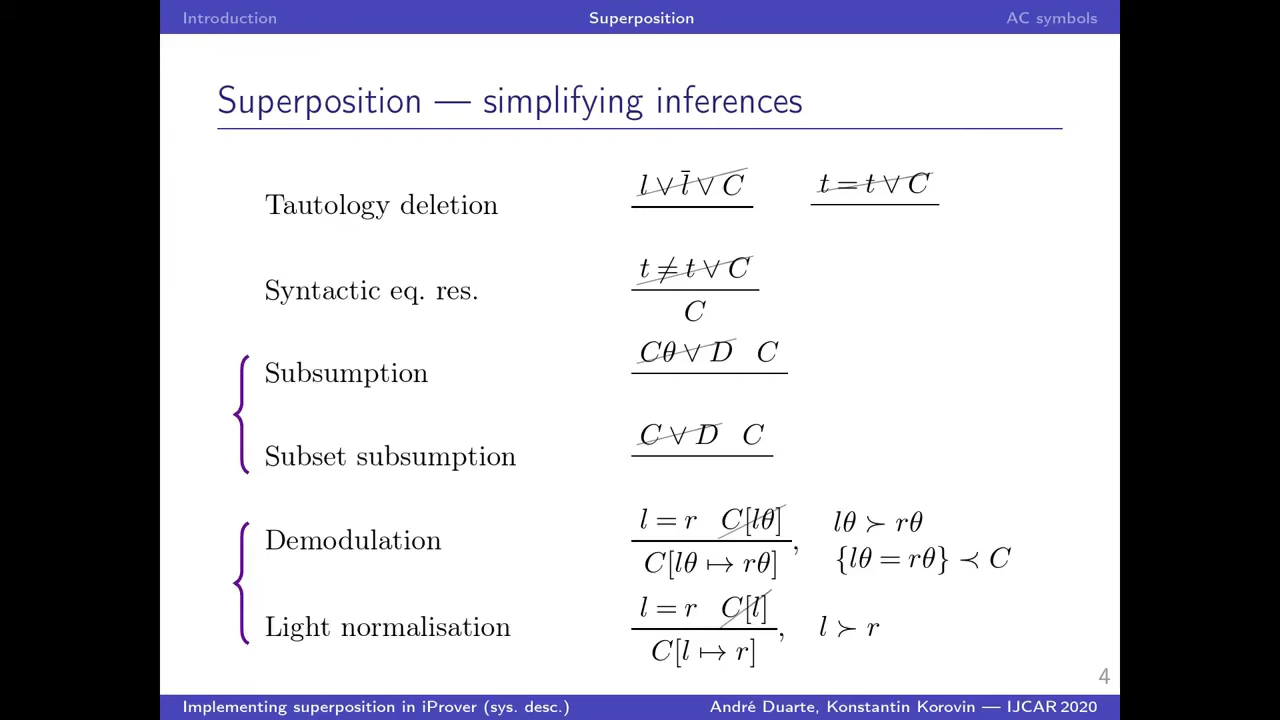 Introduction Superposition AC symbols
Superposition — simplifying inferences
Tautology deletion l ∨ l̄ ∨ C t = t ∨ C
Syntactic eq. res. t ≠ t ∨ C
C
Subsumption Cθ ∨ D C
Subset subsumption C ∨ D C
Demodulation l = r C[lθ] , lθ ≻ rθ
C[lθ ↦ rθ] {lθ = rθ} ≺ C
Light normalisation l = r C[l] , l ≻ r
C[l ↦ r]
4
Implementing superposition in iProver (sys. desc.) André Duarte, Konstantin Korovin — IJCAR 2020